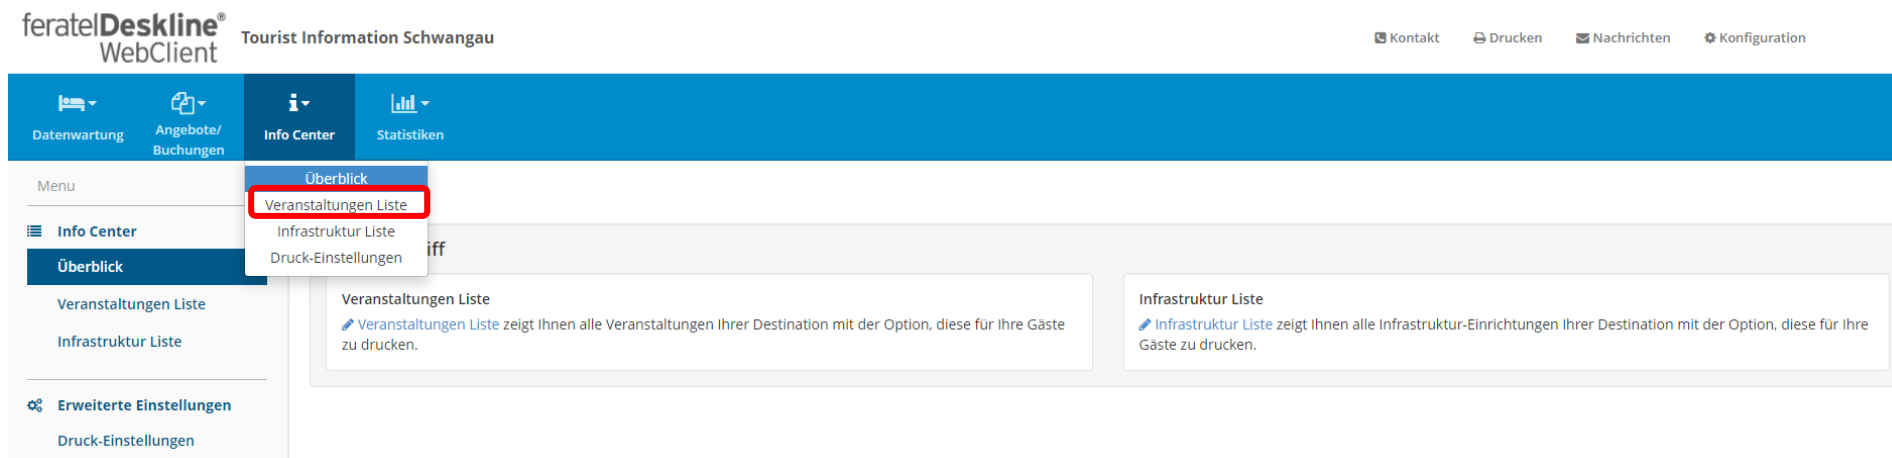 feratelDeskline®
WebClient
Tourist Information Schwangau
Kontakt
Drucken
Nachrichten
Konfiguration
Datenwartung
Angebote/
Buchungen
Info Center
Statistiken
Überblick
Veranstaltungen Liste
Infrastruktur Liste
Druck-Einstellungen
Menu
Info Center
Überblick
Veranstaltungen Liste
Infrastruktur Liste
Erweiterte Einstellungen
Druck-Einstellungen
iff
Veranstaltungen Liste
Veranstaltungen Liste zeigt Ihnen alle Veranstaltungen Ihrer Destination mit der Option, diese für Ihre Gäste
zu drucken.
Infrastruktur Liste
Infrastruktur Liste zeigt Ihnen alle Infrastruktur-Einrichtungen Ihrer Destination mit der Option, diese für Ihre
Gäste zu drucken.